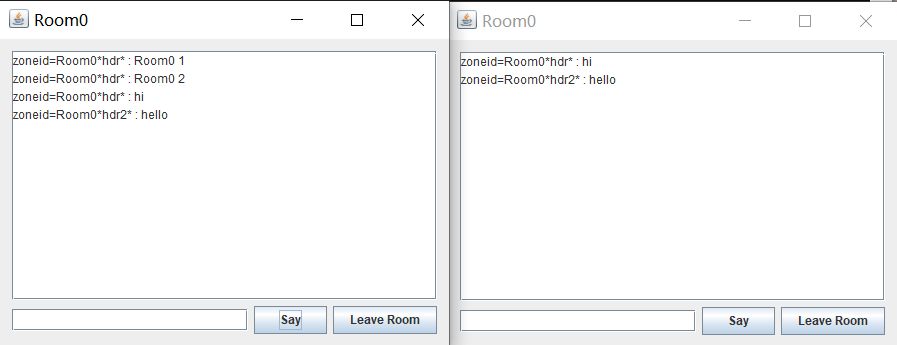 Room0
zoneid=Room0*hdr* : Room0 1
zoneid=Room0*hdr* : Room0 2
zoneid=Room0*hdr* : hi
zoneid=Room0*hdr2* : hello
Say
Leave Room
Room0
zoneid=Room0*hdr* : hi
zoneid=Room0*hdr2* : hello
Say
Leave Room